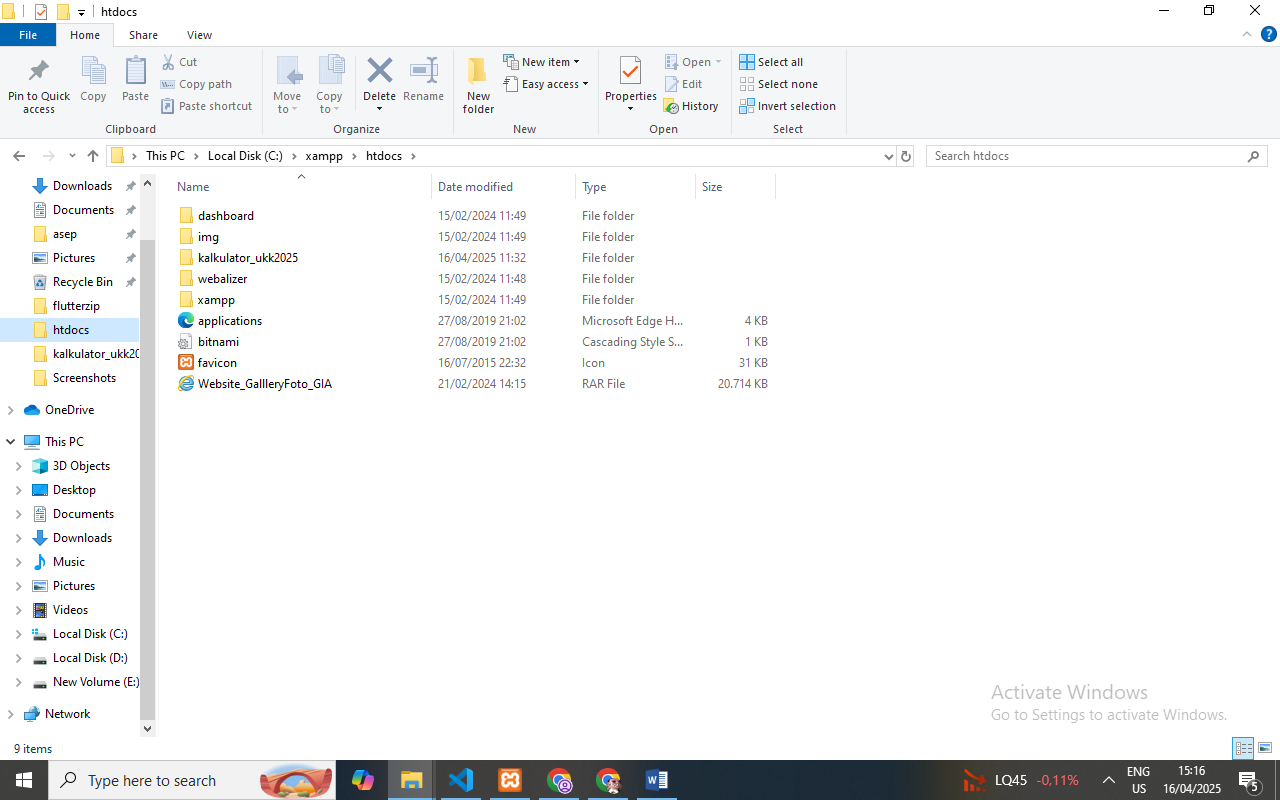 htdocs
File Home Share View
Pin to Quick access
Copy
Paste
Cut
Copy path
Paste shortcut
Clipboard
Move to
Copy to
Delete
Rename
Organize
New folder
New item
Easy access
New
Properties
Open
Edit
History
Open
Select all
Select none
Invert selection
Select
This PC > Local Disk (C:) > xampp > htdocs >
Search htdocs
Downloads
Documents
asep
Pictures
Recycle Bin
flutterzip
htdocs
kalkulator_ukk20
Screenshots
OneDrive
This PC
3D Objects
Desktop
Documents
Downloads
Music
Pictures
Videos
Local Disk (C:)
Local Disk (D:)
New Volume (E:)
Network
Name Date modified Type Size
dashboard 15/02/2024 11:49 File folder
img 15/02/2024 11:49 File folder
kalkulator_ukk2025 16/04/2025 11:32 File folder
webalizer 15/02/2024 11:48 File folder
xampp 15/02/2024 11:49 File folder
applications 27/08/2019 21:02 Microsoft Edge H... 4 KB
bitnami 27/08/2019 21:02 Cascading Style S... 1 KB
favicon 16/07/2015 22:32 Icon 31 KB
Website_GallleryFoto_GIA 21/02/2024 14:15 RAR File 20.714 KB
Activate Windows
Go to Settings to activate Windows.
9 items
Type here to search
LQ45 -0,11%
ENG
US
15:16
16/04/2025
5